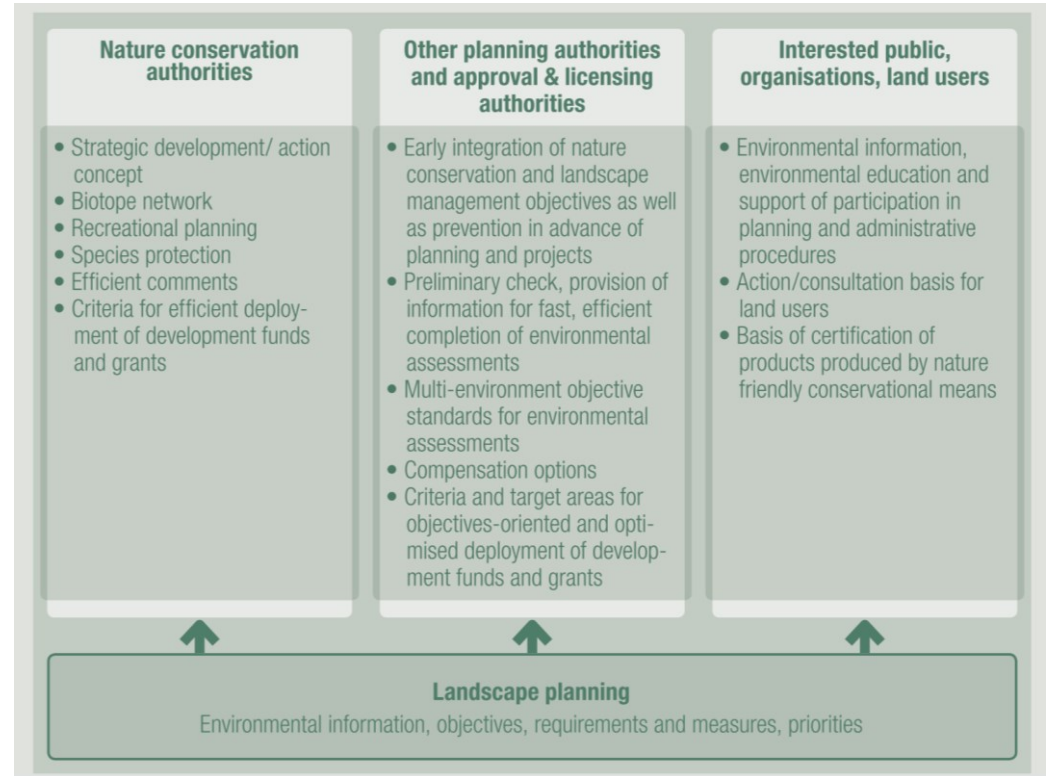 Nature conservation
authorities
• Strategic development/ action
concept
• Biotope network
• Recreational planning
• Species protection
• Efficient comments
• Criteria for efficient deploy-
ment of development funds
and grants
Other planning authorities
and approval & licensing
authorities
• Early integration of nature
conservation and landscape
management objectives as well
as prevention in advance of
planning and projects
• Preliminary check, provision of
information for fast, efficient
completion of environmental
assessments
• Multi-environment objective
standards for environmental
assessments
• Compensation options
• Criteria and target areas for
objectives-oriented and opti-
mised deployment of develop-
ment funds and grants
Interested public,
organisations, land users
• Environmental information,
environmental education and
support of participation in
planning and administrative
procedures
• Action/consultation basis for
land users
• Basis of certification of
products produced by nature
friendly conservational means
Landscape planning
Environmental information, objectives, requirements and measures, priorities